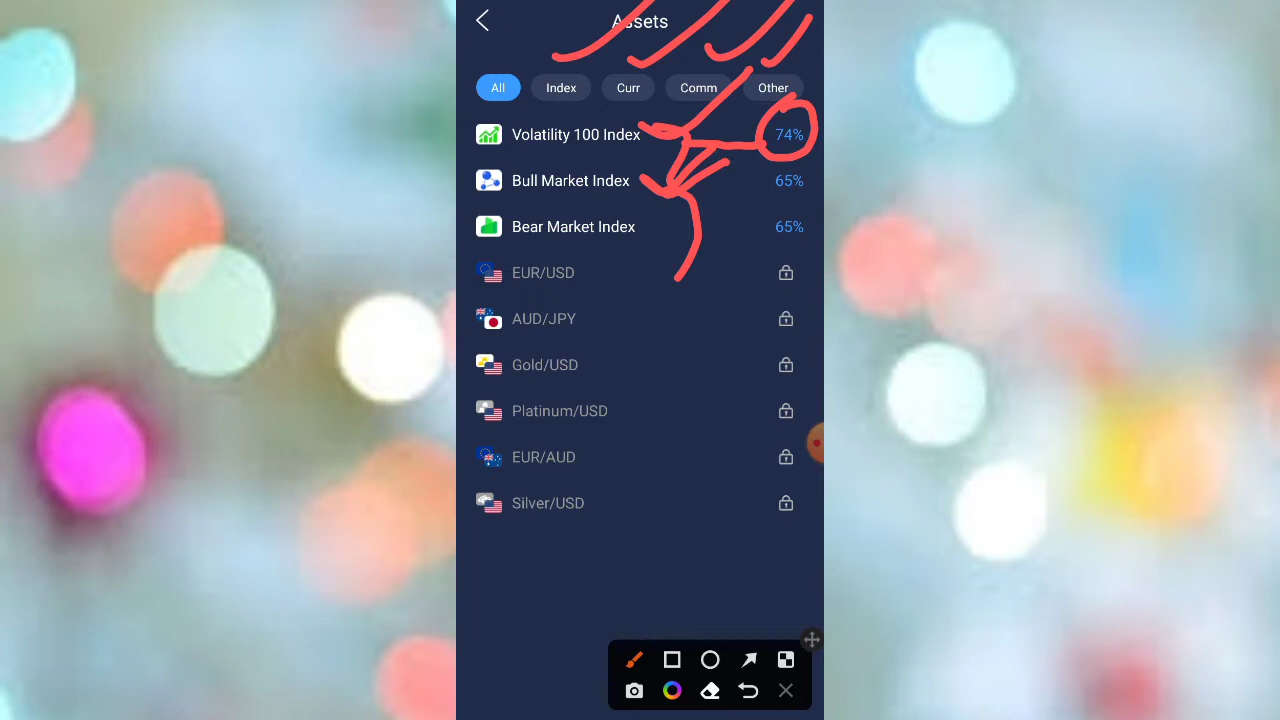 Assets
All Index Curr Comm Other
Volatility 100 Index 74%
Bull Market Index 65%
Bear Market Index 65%
EUR/USD
AUD/JPY
Gold/USD
Platinum/USD
EUR/AUD
Silver/USD